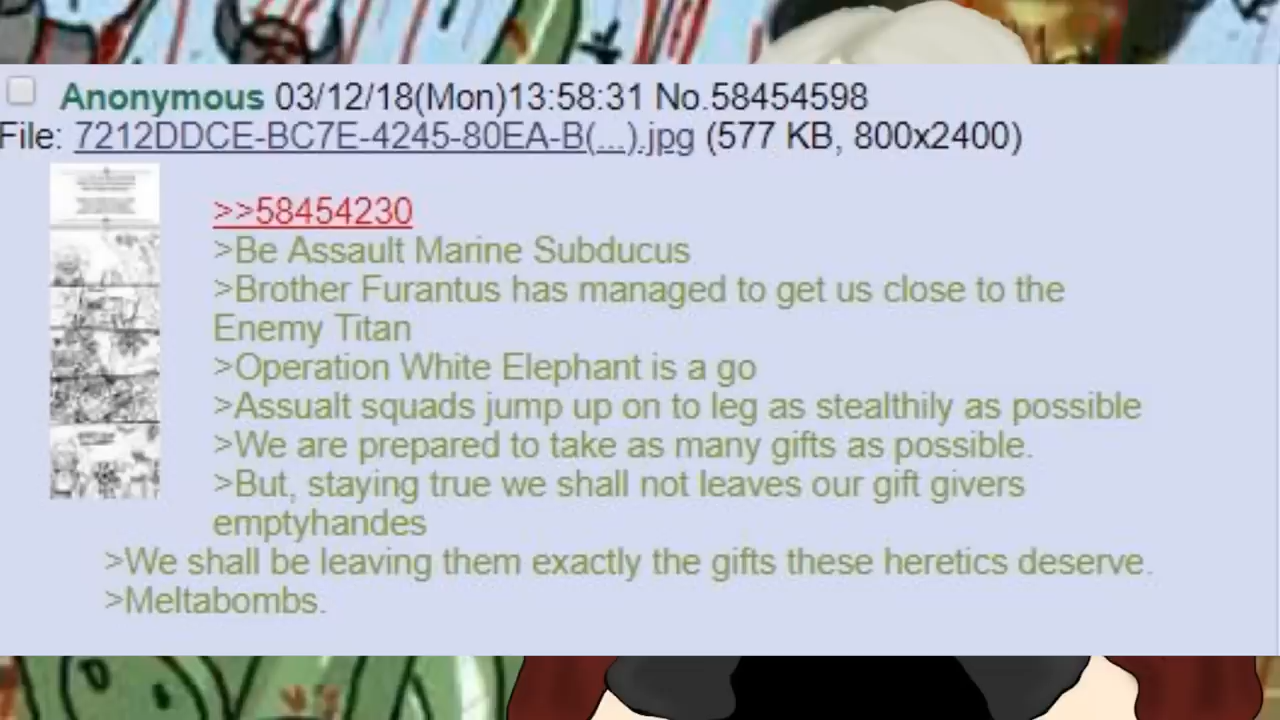 Anonymous 03/12/18(Mon)13:58:31 No.58454598
File: 7212DDCE-BC7E-4245-80EA-B(...).jpg (577 KB, 800x2400)
>>58454230
>Be Assault Marine Subducus
>Brother Furantus has managed to get us close to the
Enemy Titan
>Operation White Elephant is a go
>Assualt squads jump up on to leg as stealthily as possible
>We are prepared to take as many gifts as possible.
>But, staying true we shall not leaves our gift givers
emptyhandes
>We shall be leaving them exactly the gifts these heretics deserve.
>Meltabombs.